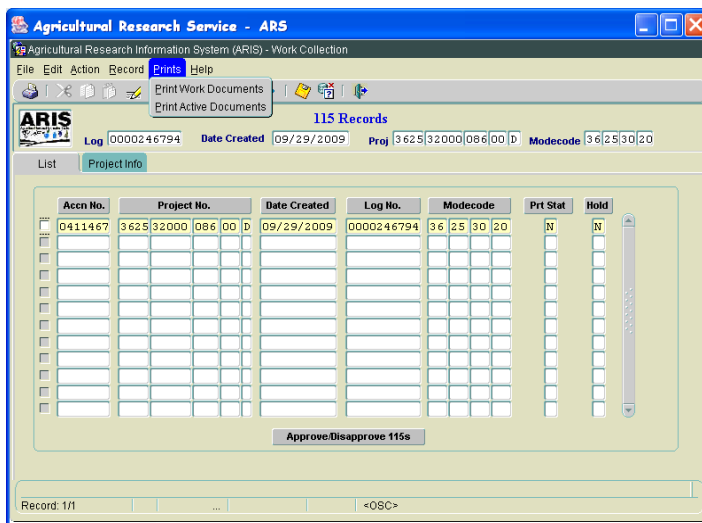 Agricultural Research Service - ARS
Agricultural Research Information System (ARIS) - Work Collection
File Edit Action Record Prints Help
Print Work Documents
Print Active Documents
ARIS
115 Records
Log 0000246794 Date Created 09/29/2009 Proj 3625 32000 086 00 D Modecode 36 25 30 20
List Project Info
Accn No. Project No. Date Created Log No. Modecode Prt Stat Hold
0411467 3625 32000 086 00 D 09/29/2009 0000246794 36 25 30 20 N N
Approve/Disapprove 115s
Record: 1/1 ... <OSC>